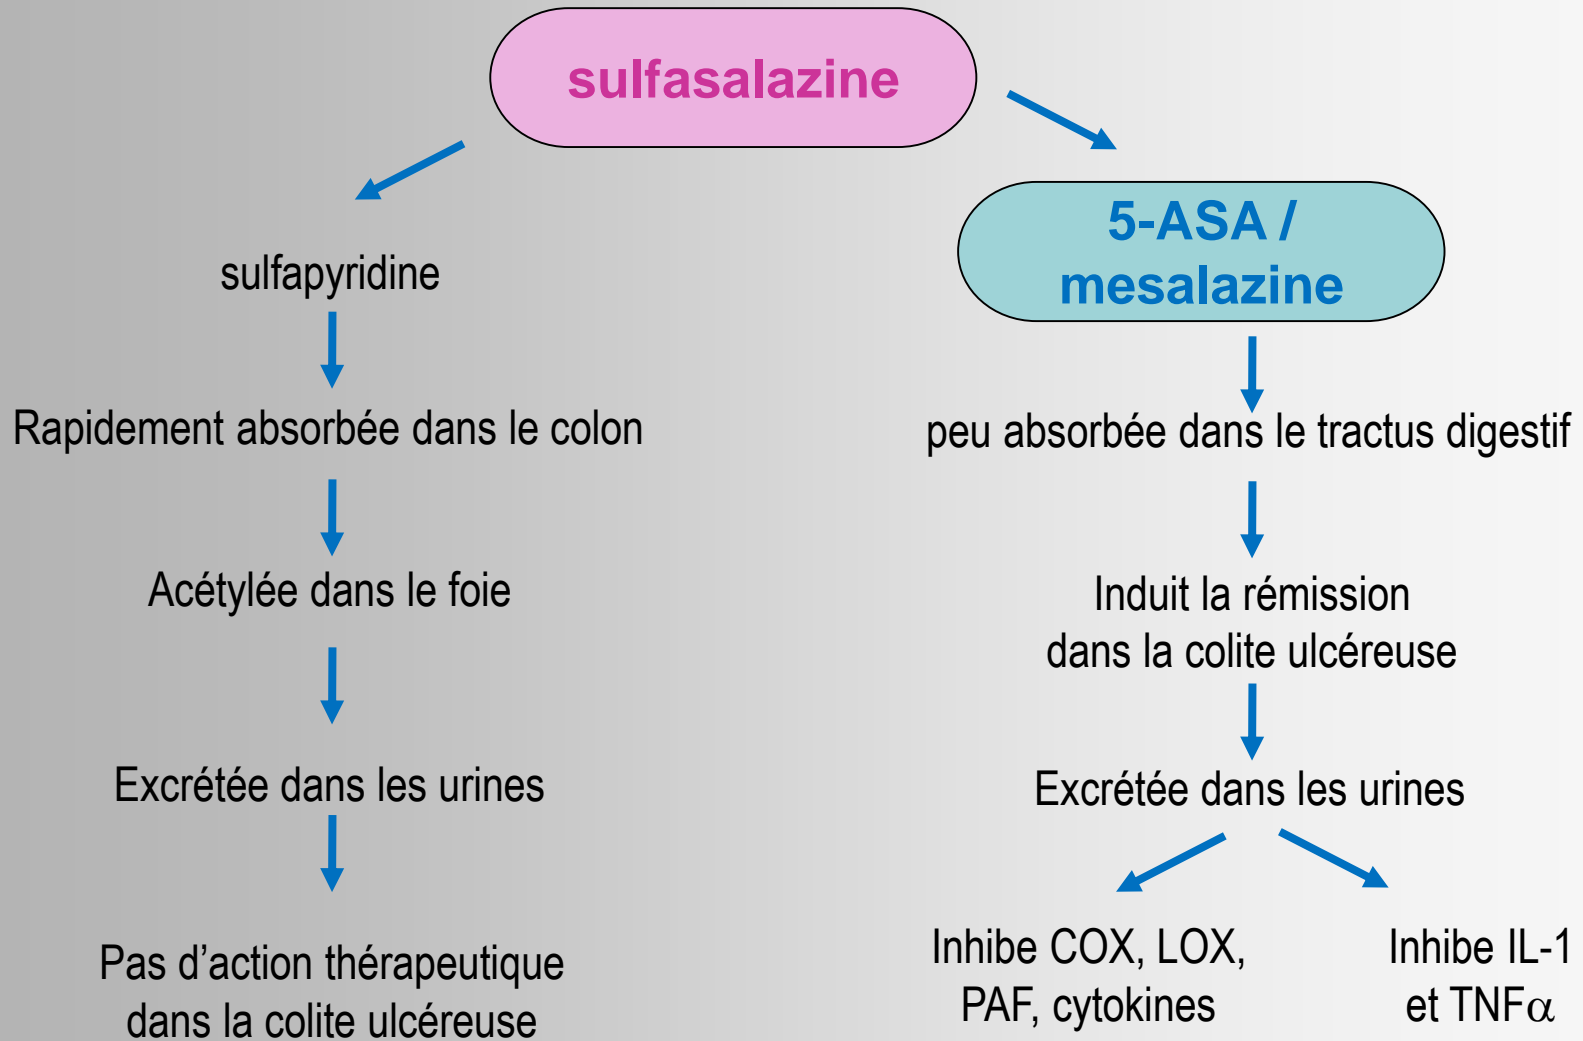 sulfasalazine
sulfapyridine
Rapidement absorbée dans le colon
Acétylée dans le foie
Excrétée dans les urines
Pas d’action thérapeutique
dans la colite ulcéreuse
5-ASA /
mesalazine
peu absorbée dans le tractus digestif
Induit la rémission
dans la colite ulcéreuse
Excrétée dans les urines
Inhibe COX, LOX,
PAF, cytokines
Inhibe IL-1
et TNFα